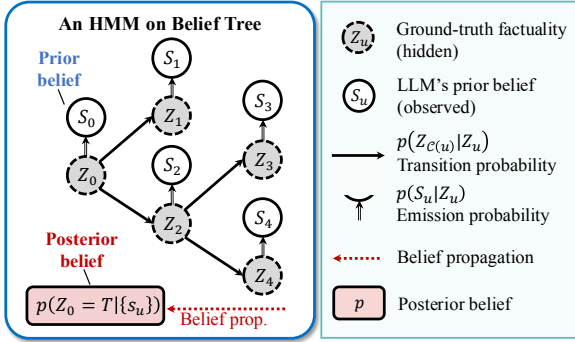 An HMM on Belief Tree
Prior
belief
S₀
S₁
S₂
S₃
S₄
Z₀
Z₁
Z₂
Z₃
Z₄
Posterior
belief
p(Z₀ = T|{sᵤ})
Belief prop.
Zᵤ
Ground-truth factuality
(hidden)
Sᵤ
LLM's prior belief
(observed)
p(Z_{𝒞(u)}|Zᵤ)
Transition probability
p(Sᵤ|Zᵤ)
Emission probability
Belief propagation
p
Posterior belief